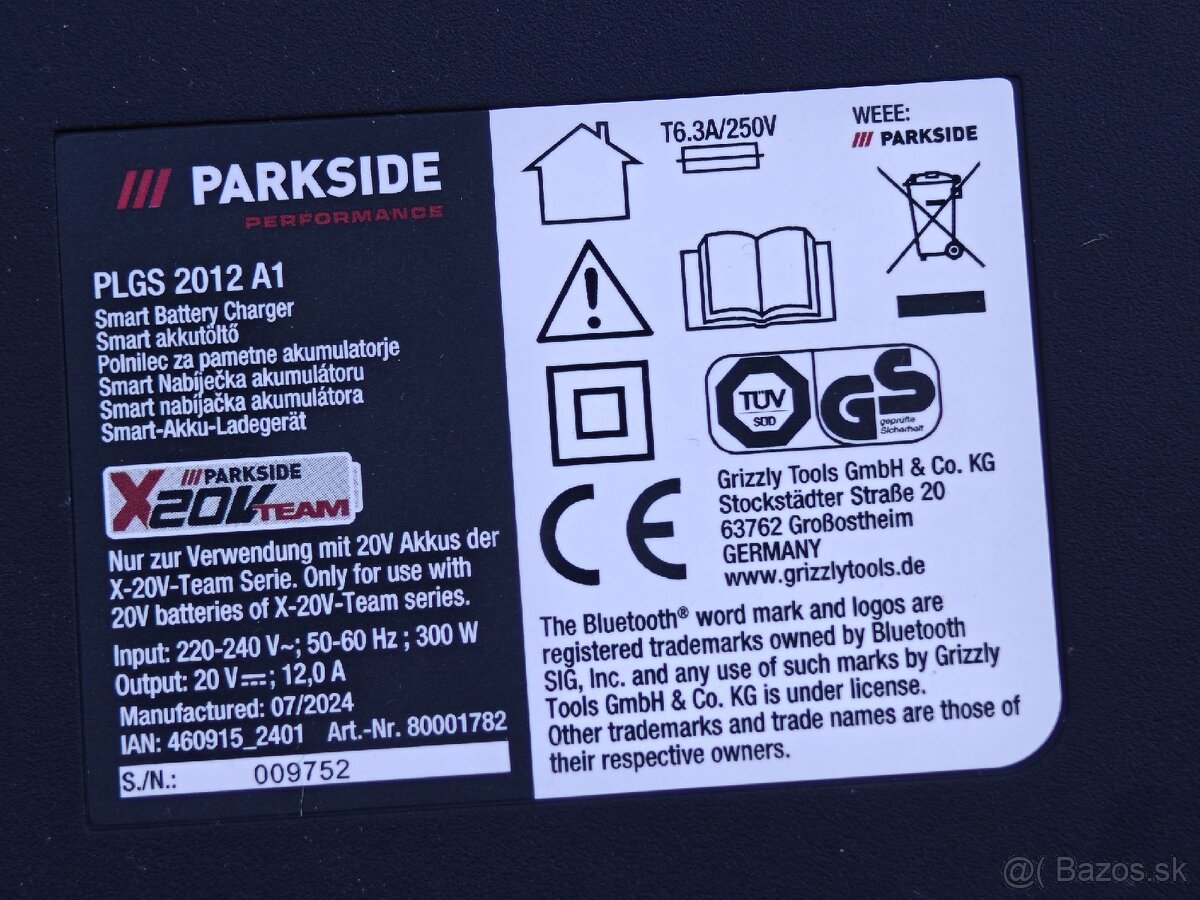 PARKSIDE
PERFORMANCE
PLGS 2012 A1
Smart Battery Charger
Smart akkutöltő
Polnilec za pametne akumulatorje
Smart Nabíječka akumulátoru
Smart nabíjačka akumulátora
Smart-Akku-Ladegerät
PARKSIDE
X20V TEAM
Nur zur Verwendung mit 20V Akkus der
X-20V-Team Serie. Only for use with
20V batteries of X-20V-Team series.
Input: 220-240 V~; 50-60 Hz ; 300 W
Output: 20 V⎓; 12,0 A
Manufactured: 07/2024
IAN: 460915_2401 Art.-Nr. 80001782
S./N.: 009752
T6.3A/250V
WEEE:
PARKSIDE
TÜV
SÜD
GS
geprüfte
Sicherheit
CE
Grizzly Tools GmbH & Co. KG
Stockstädter Straße 20
63762 Großostheim
GERMANY
www.grizzlytools.de
The Bluetooth® word mark and logos are
registered trademarks owned by Bluetooth
SIG, Inc. and any use of such marks by Grizzly
Tools GmbH & Co. KG is under license.
Other trademarks and trade names are those of
their respective owners.
@( Bazos.sk